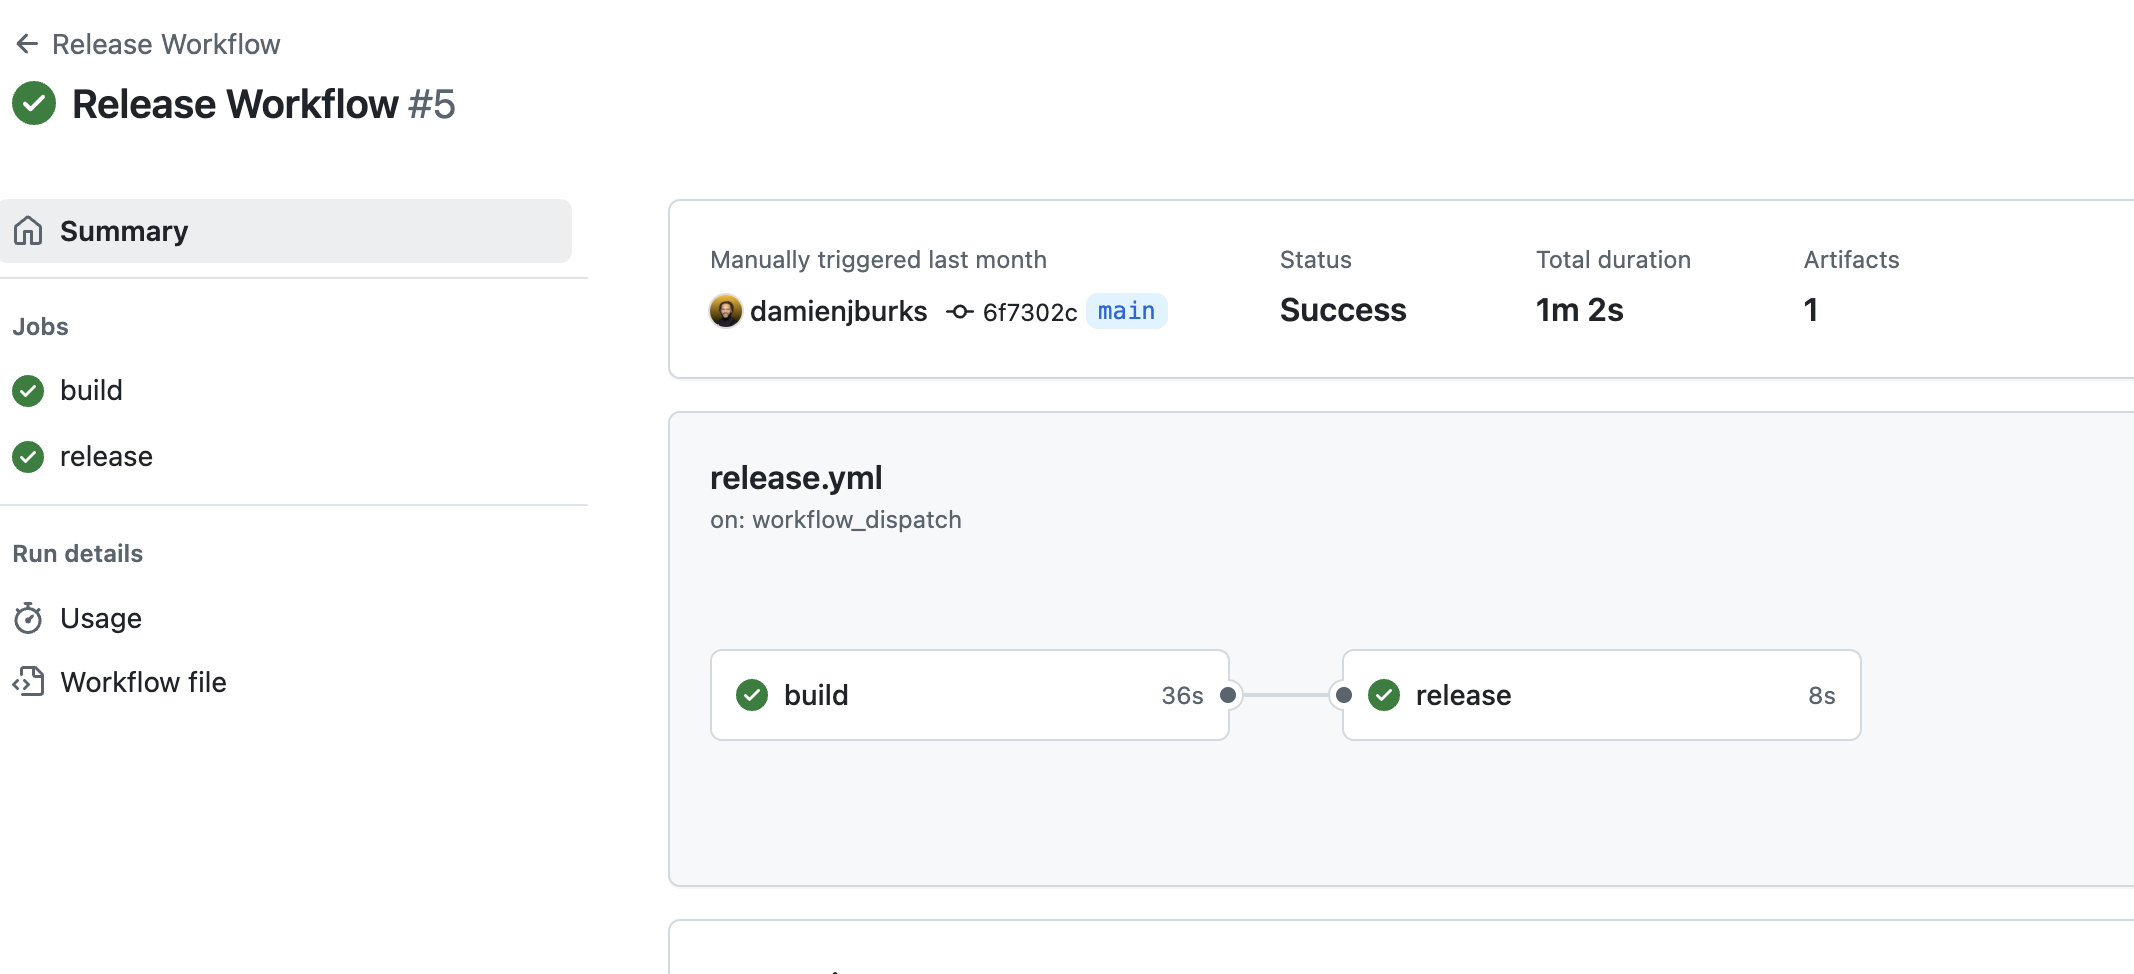 Release Workflow
Release Workflow #5
Summary
Jobs
build
release
Run details
Usage
Workflow file
Manually triggered last month
damienjburks 6f7302c main
Status
Success
Total duration
1m 2s
Artifacts
1
release.yml
on: workflow_dispatch
build 36s
release 8s